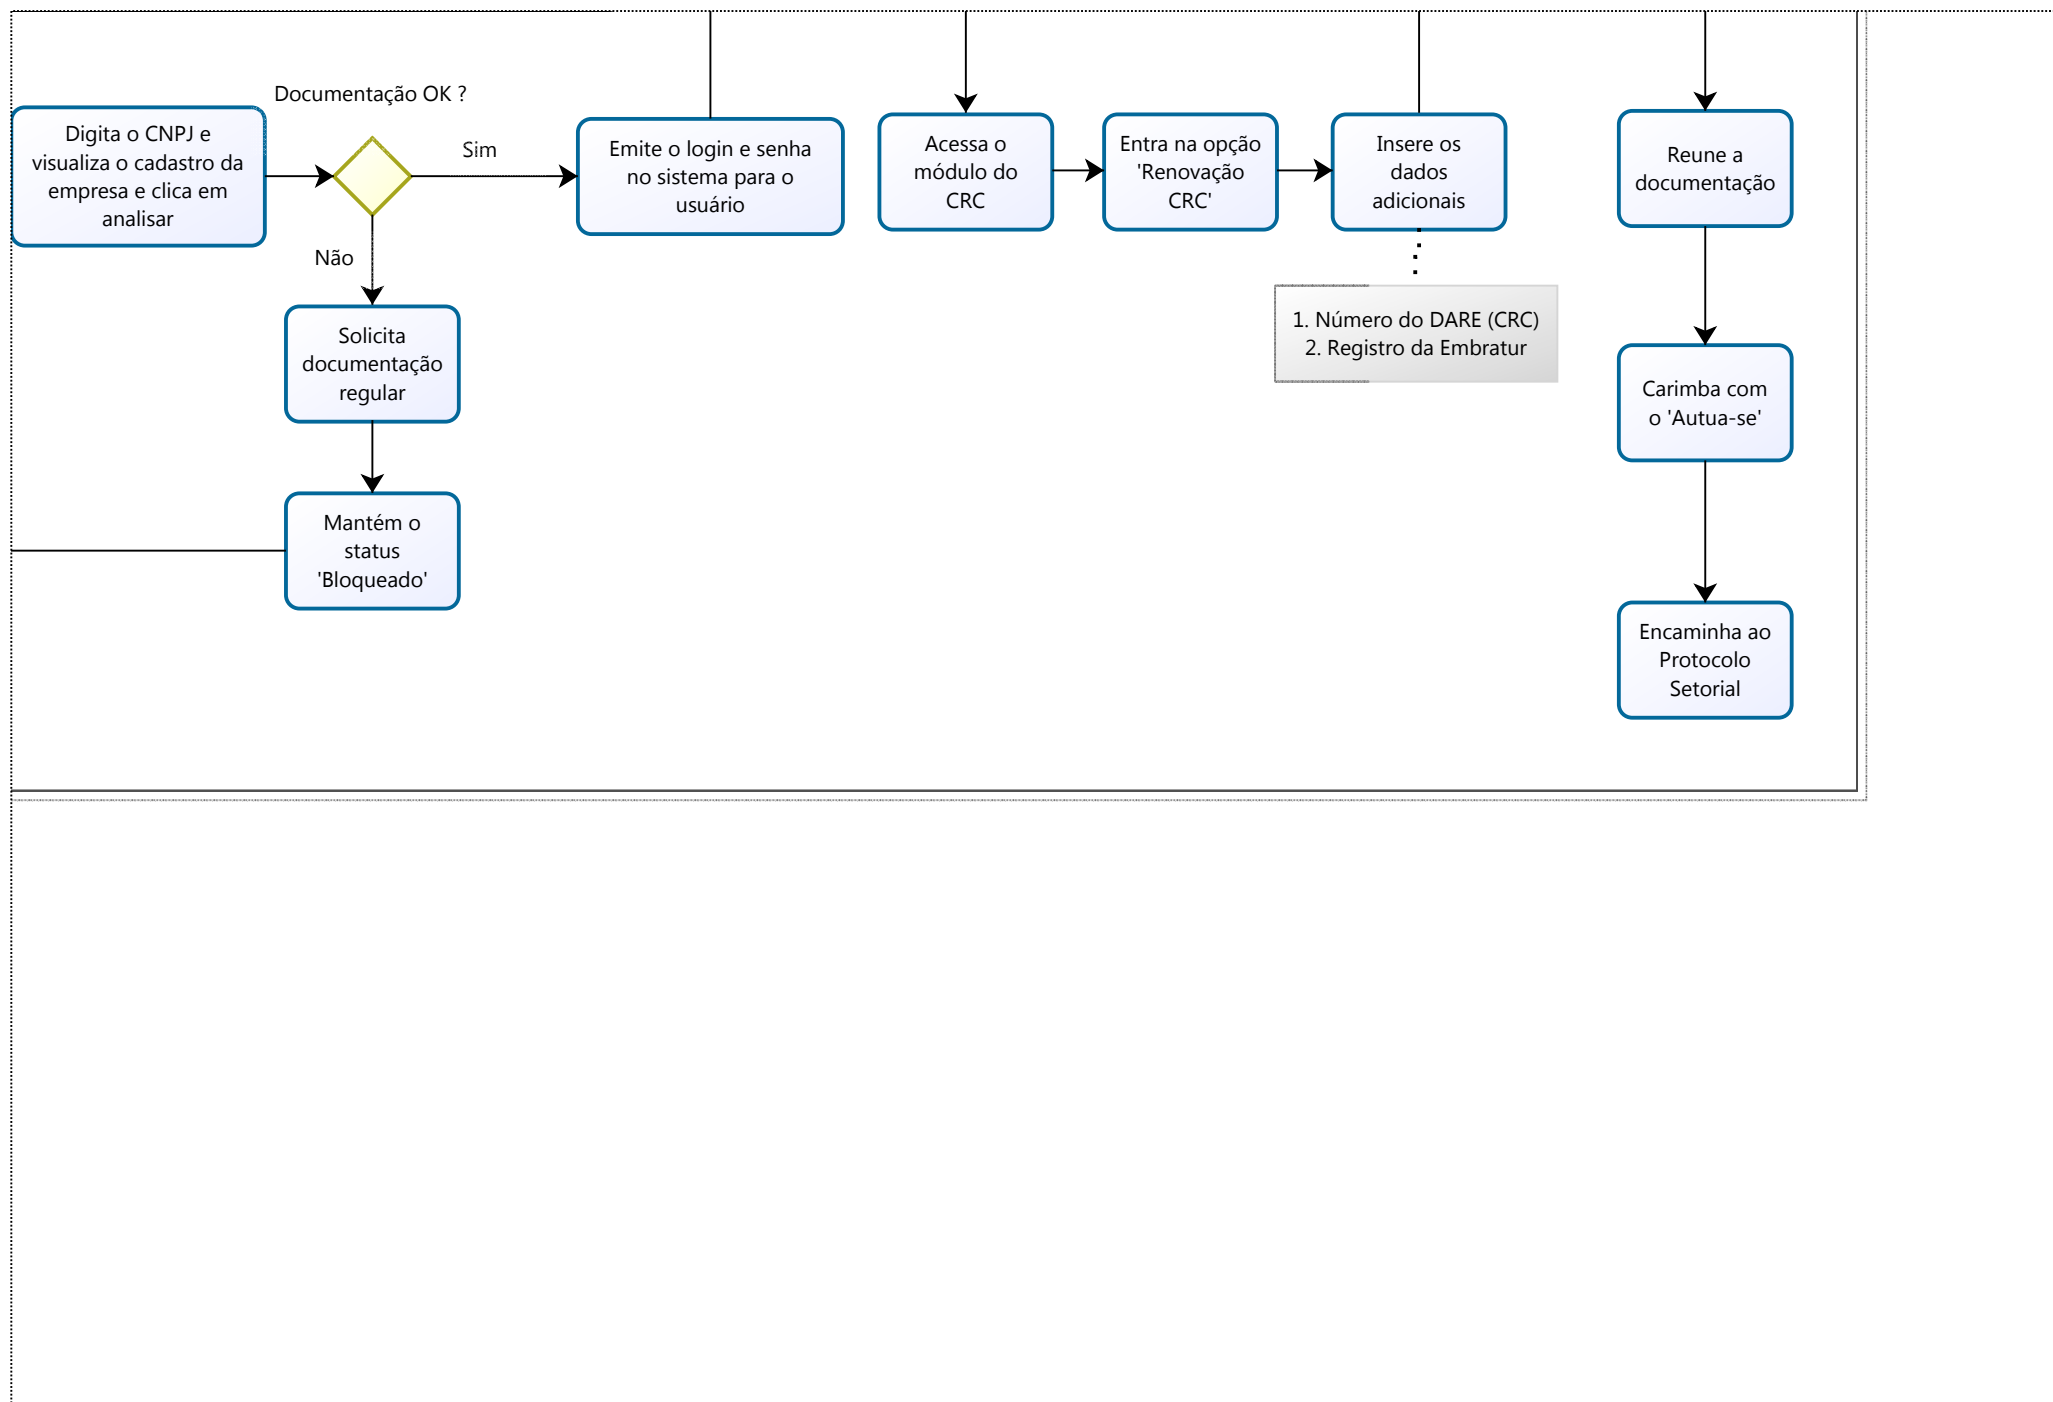 Documentação OK ?
Digita o CNPJ e
visualiza o cadastro da
empresa e clica em
analisar
Sim
Não
Emite o login e senha
no sistema para o
usuário
Acessa o
módulo do
CRC
Entra na opção
'Renovação
CRC'
Insere os
dados
adicionais
Reune a
documentação
1. Número do DARE (CRC)
2. Registro da Embratur
Solicita
documentação
regular
Carimba com
o 'Autua-se'
Mantém o
status
'Bloqueado'
Encaminha ao
Protocolo
Setorial